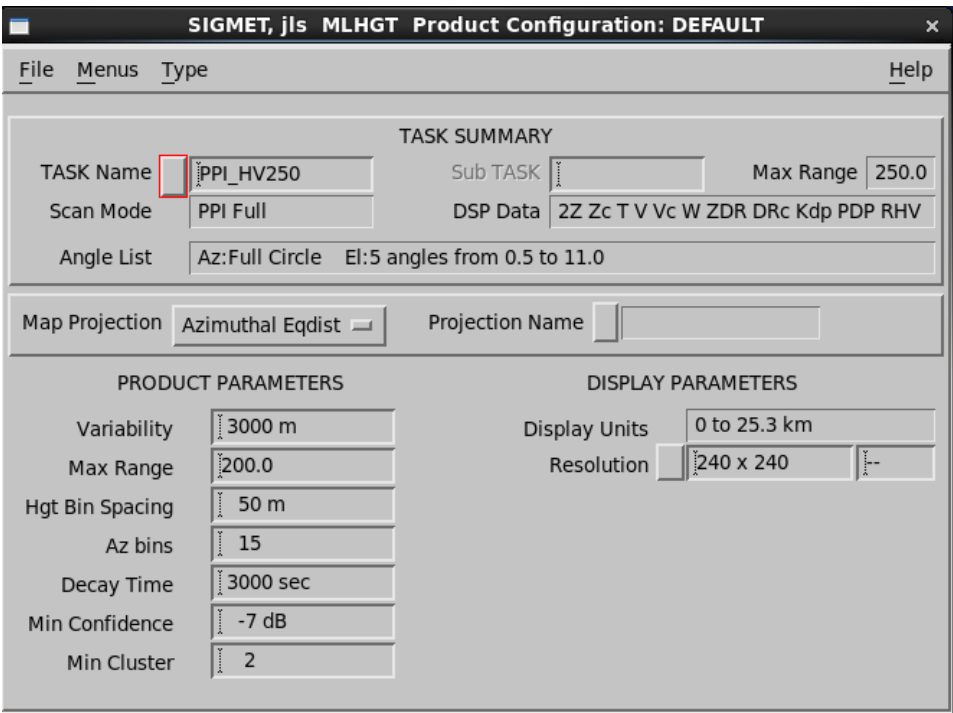 SIGMET, jls  MLHGT  Product Configuration: DEFAULT ×
File Menus Type Help
TASK SUMMARY
TASK Name PPI_HV250 Sub TASK Max Range 250.0
Scan Mode PPI Full DSP Data 2Z Zc T V Vc W ZDR DRc Kdp PDP RHV
Angle List Az:Full Circle El:5 angles from 0.5 to 11.0
Map Projection Azimuthal Eqdist Projection Name
PRODUCT PARAMETERS DISPLAY PARAMETERS
Variability 3000 m Display Units 0 to 25.3 km
Max Range 200.0 Resolution 240 x 240 --
Hgt Bin Spacing 50 m
Az bins 15
Decay Time 3000 sec
Min Confidence -7 dB
Min Cluster 2